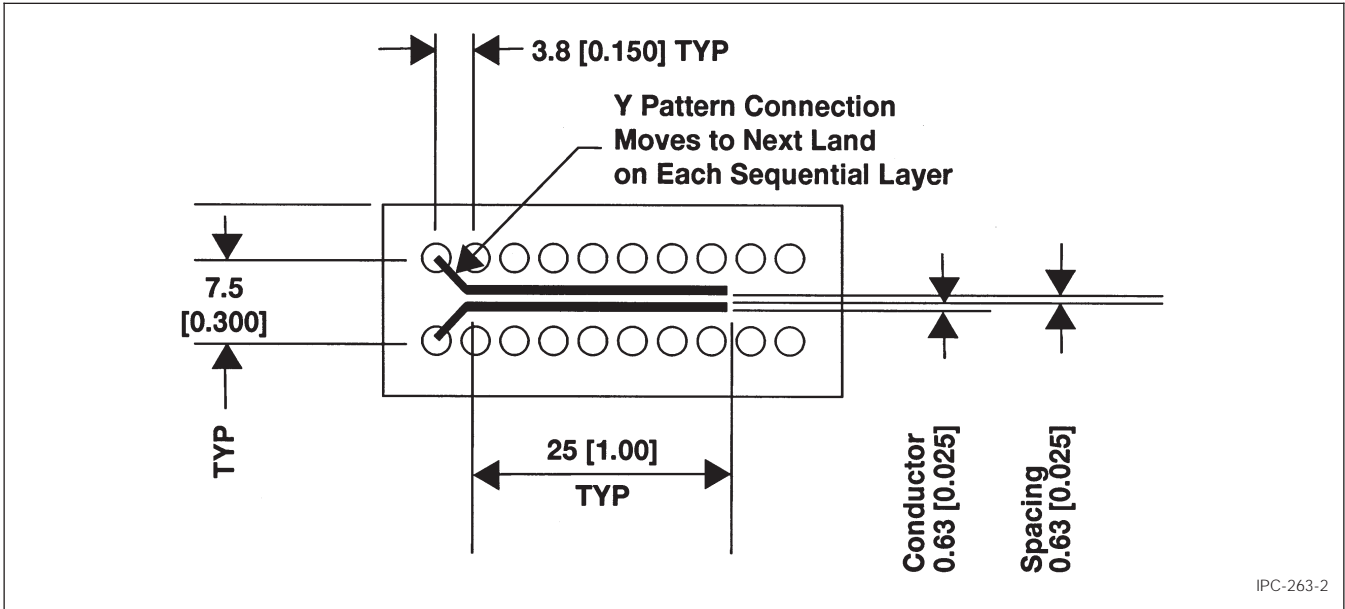 3.8 [0.150] TYP
Y Pattern Connection
Moves to Next Land
on Each Sequential Layer
7.5
[0.300]
TYP
25 [1.00]
TYP
Conductor
0.63 [0.025]
Spacing
0.63 [0.025]
IPC-263-2